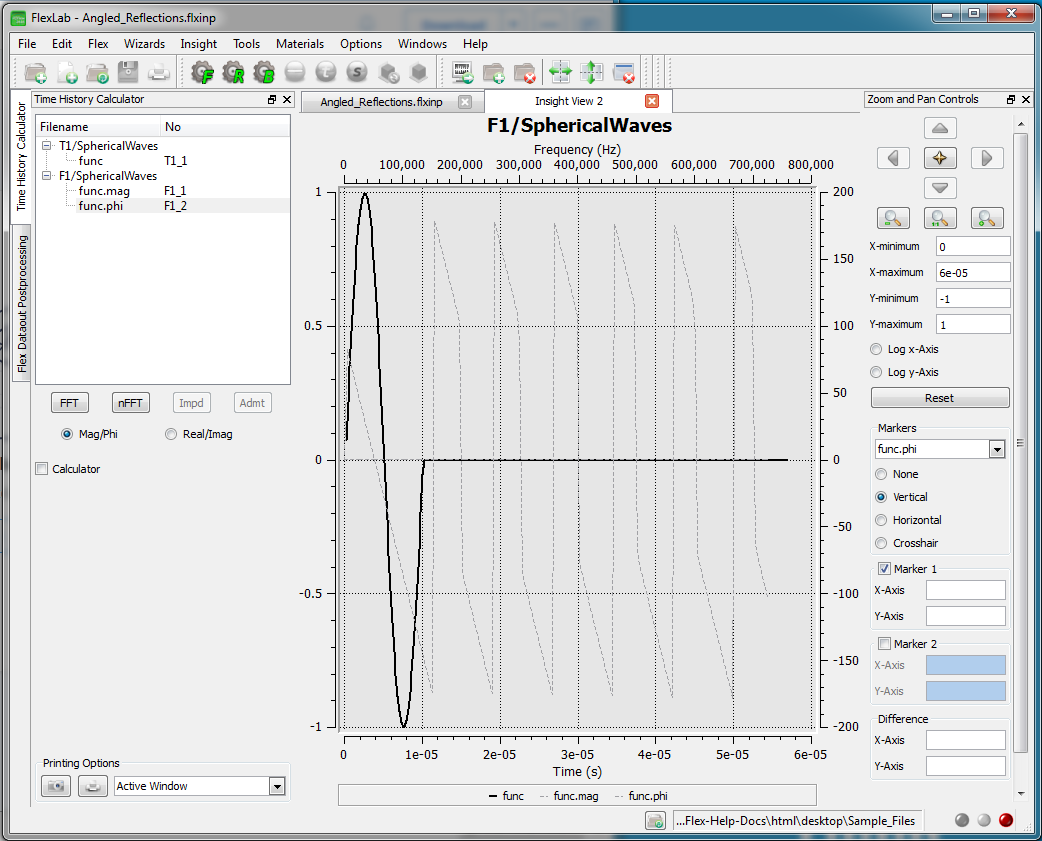 FlexLab - Angled_Reflections.flxinp
File Edit Flex Wizards Insight Tools Materials Options Windows Help
F R B L S
Time History Calculator
Flex Dataout Postprocessing
Time History Calculator
Filename No
T1/SphericalWaves
func T1_1
F1/SphericalWaves
func.mag F1_1
func.phi F1_2
FFT nFFT Impd Admt
Mag/Phi Real/Imag
Calculator
Printing Options
Active Window
Angled_Reflections.flxinp Insight View 2
F1/SphericalWaves
Frequency (Hz)
0 100,000 200,000 300,000 400,000 500,000 600,000 700,000 800,000
1
0.5
0
-0.5
-1
200
150
100
50
0
-50
-100
-150
-200
0 1e-05 2e-05 3e-05 4e-05 5e-05 6e-05
Time (s)
func func.mag func.phi
Zoom and Pan Controls
1:1
X-minimum 0
X-maximum 6e-05
Y-minimum -1
Y-maximum 1
Log x-Axis
Log y-Axis
Reset
Markers
func.phi
None
Vertical
Horizontal
Crosshair
Marker 1
X-Axis
Y-Axis
Marker 2
X-Axis
Y-Axis
Difference
X-Axis
Y-Axis
...Flex-Help-Docs\html\desktop\Sample_Files